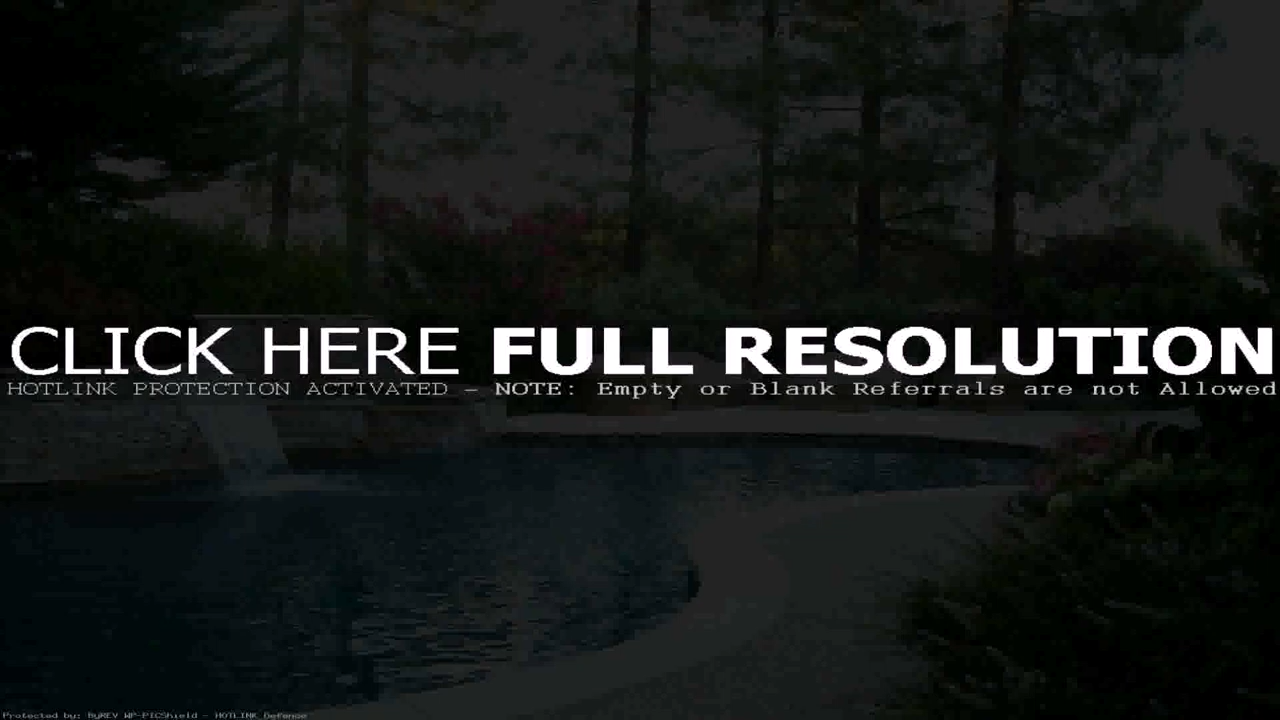 CLICK HERE FULL RESOLUTION
HOTLINK PROTECTION ACTIVATED - NOTE: Empty or Blank Referrals are not Allowed
Protected by: ByREV WP-PICShield - HOTLINK Defence